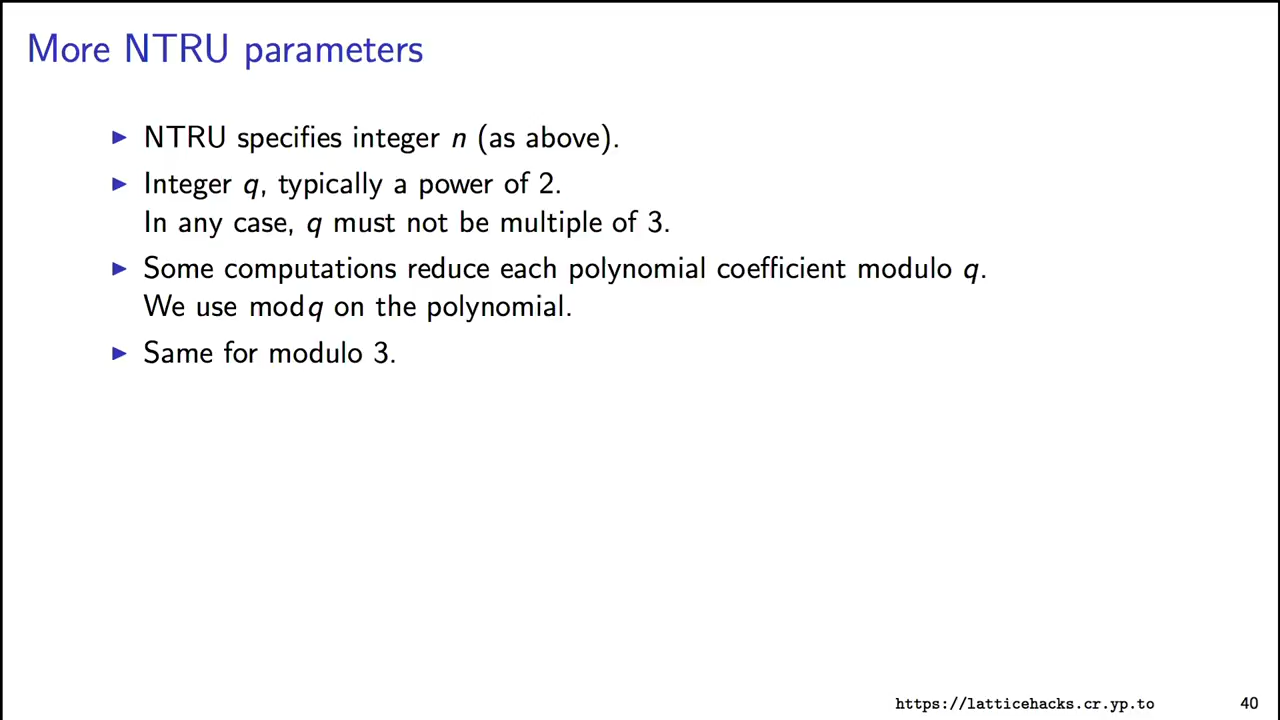 More NTRU parameters
▶ NTRU specifies integer n (as above).
▶ Integer q, typically a power of 2.
In any case, q must not be multiple of 3.
▶ Some computations reduce each polynomial coefficient modulo q.
We use mod q on the polynomial.
▶ Same for modulo 3.
https://latticehacks.cr.yp.to 40